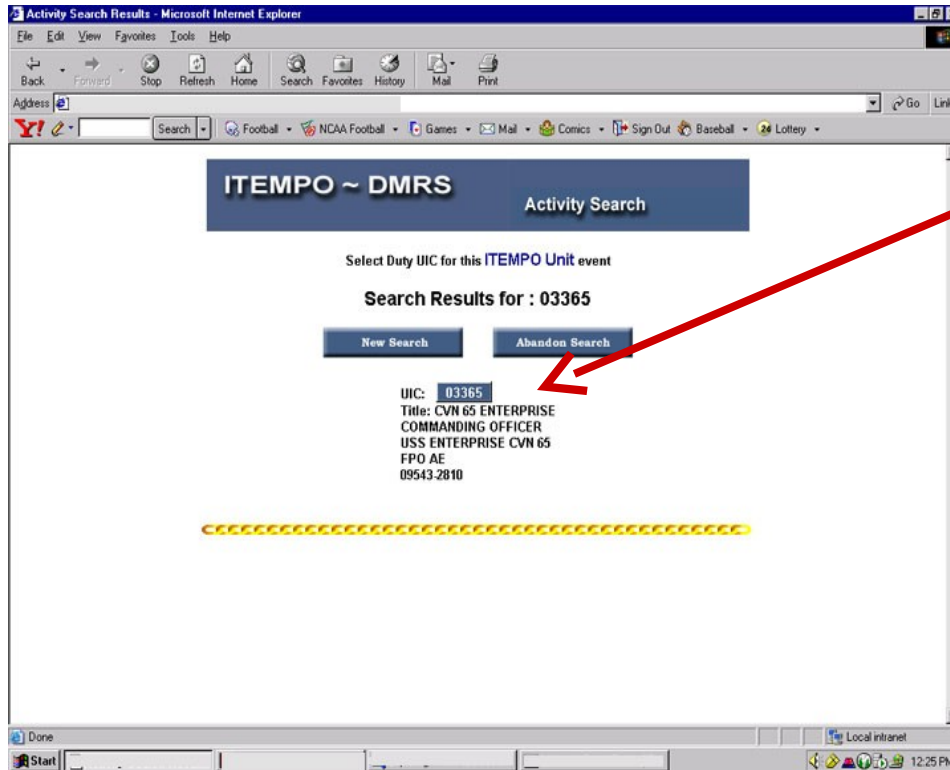 Activity Search Results - Microsoft Internet Explorer
File Edit View Favorites Tools Help
Back Forward Stop Refresh Home Search Favorites History Mail Print
Address Go Link
Y! Search Football NCAA Football Games Mail Comics Sign Out Baseball Lottery
ITEMPO ~ DMRS
Activity Search
Select Duty UIC for this ITEMPO Unit event
Search Results for : 03365
New Search Abandon Search
UIC: 03365
Title: CVN 65 ENTERPRISE
COMMANDING OFFICER
USS ENTERPRISE CVN 65
FPO AE
09543-2810
Done Local intranet
Start 12:25 PM